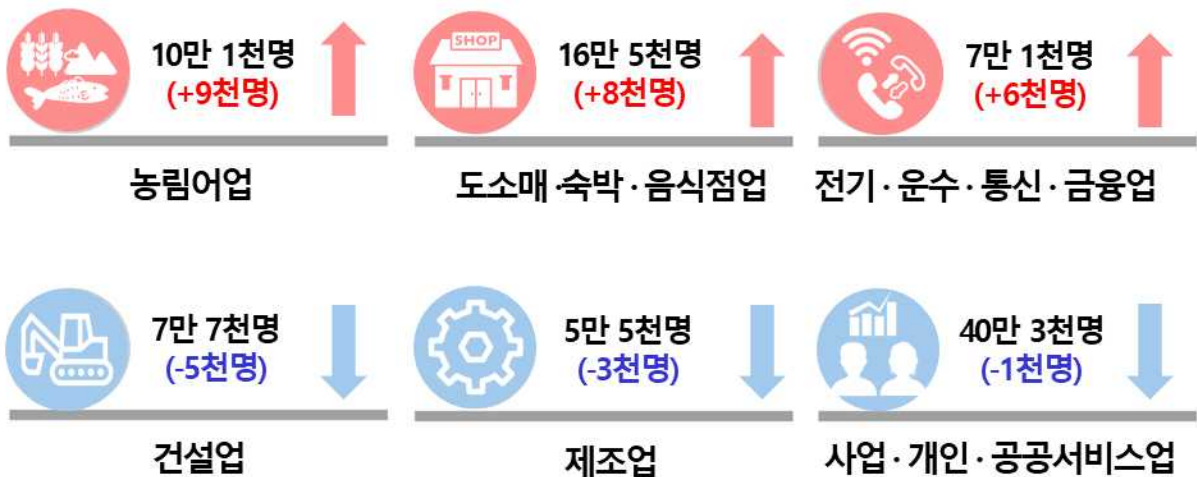 10만 1천명
(+9천명)
농림어업
SHOP
16만 5천명
(+8천명)
도소매·숙박·음식점업
7만 1천명
(+6천명)
전기·운수·통신·금융업
7만 7천명
(-5천명)
건설업
5만 5천명
(-3천명)
제조업
40만 3천명
(-1천명)
사업·개인·공공서비스업